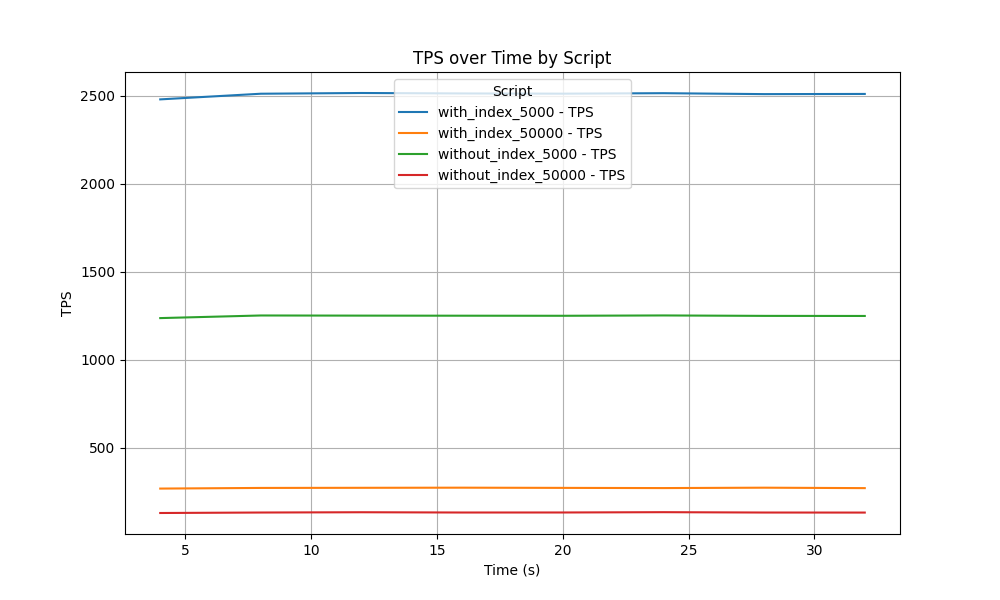 TPS over Time by Script
Script
with_index_5000 - TPS
with_index_50000 - TPS
without_index_5000 - TPS
without_index_50000 - TPS
TPS
2500
2000
1500
1000
500
5 10 15 20 25 30
Time (s)